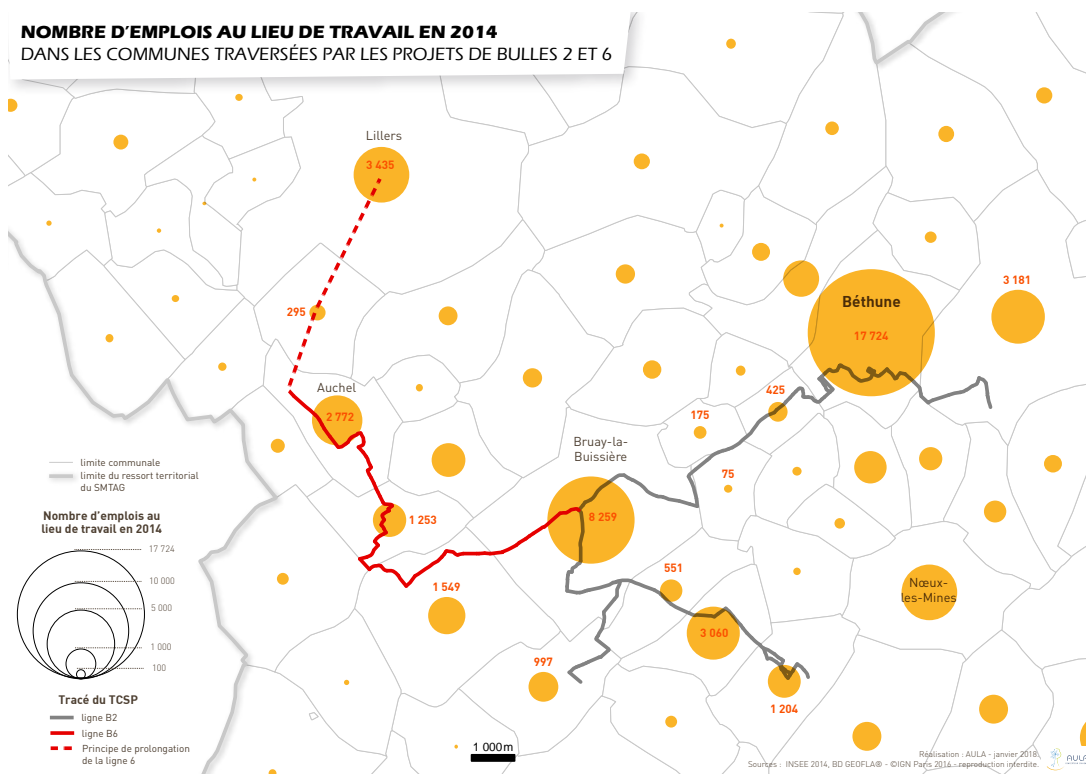 NOMBRE D'EMPLOIS AU LIEU DE TRAVAIL EN 2014
DANS LES COMMUNES TRAVERSÉES PAR LES PROJETS DE BULLES 2 ET 6
Lillers
3 435
295
Béthune
17 724
3 181
Auchel
2 772
425
175
Bruay-la-
Buissière
75
8 259
1 253
limite communale
limite du ressort territorial
du SMTAG
Nombre d'emplois au
lieu de travail en 2014
17 724
10 000
5 000
1 000
100
1 549
551
Nœux-
les-Mines
3 060
997
1 204
Tracé du TCSP
ligne B2
ligne B6
Principe de prolongation
de la ligne 6
1 000m
Réalisation : AULA - janvier 2018.
Sources : INSEE 2014, BD GEOFLA® - ©IGN Paris 2016 - reproduction interdite.
AULA